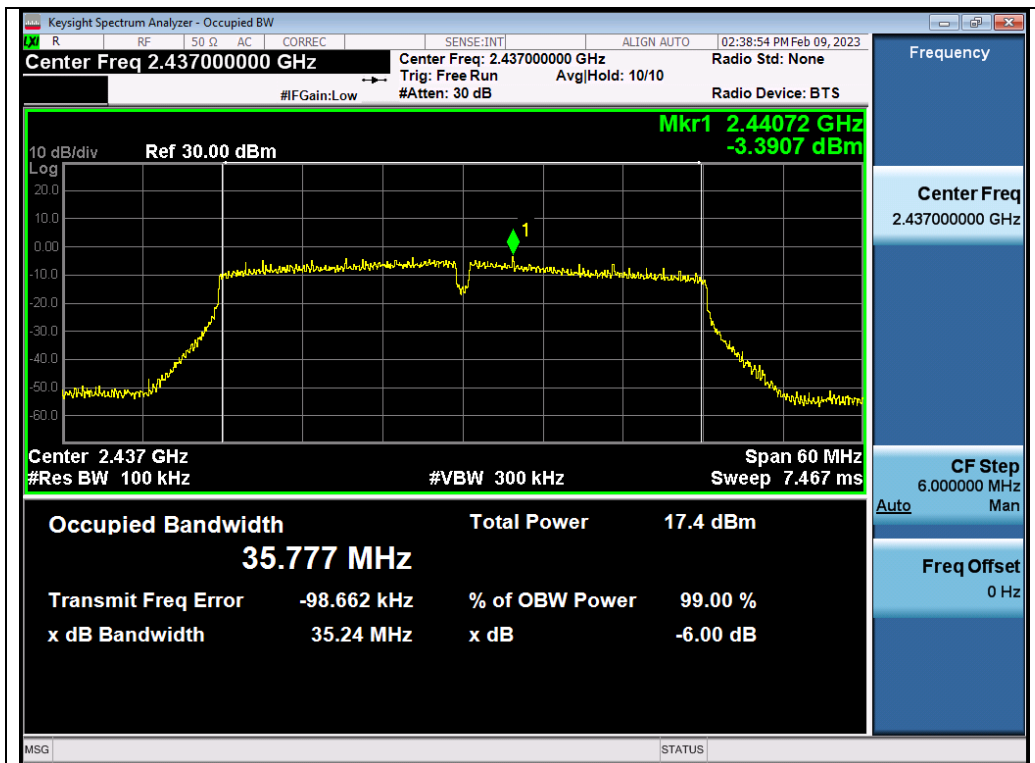 Keysight Spectrum Analyzer - Occupied BW
LXI R RF 50 Ω AC CORREC SENSE:INT ALIGN AUTO 02:38:54 PM Feb 09, 2023
Center Freq 2.437000000 GHz
Center Freq: 2.437000000 GHz
Radio Std: None
Trig: Free Run Avg|Hold: 10/10
#IFGain:Low
#Atten: 30 dB
Radio Device: BTS
Mkr1 2.44072 GHz
-3.3907 dBm
10 dB/div Ref 30.00 dBm
Log
20.0
10.0
0.00
-10.0
-20.0
-30.0
-40.0
-50.0
-60.0
1
Center 2.437 GHz Span 60 MHz
#Res BW 100 kHz #VBW 300 kHz Sweep 7.467 ms
Occupied Bandwidth Total Power 17.4 dBm
35.777 MHz
Transmit Freq Error -98.662 kHz % of OBW Power 99.00 %
x dB Bandwidth 35.24 MHz x dB -6.00 dB
Frequency
Center Freq
2.437000000 GHz
CF Step
6.000000 MHz
Auto Man
Freq Offset
0 Hz
MSG STATUS